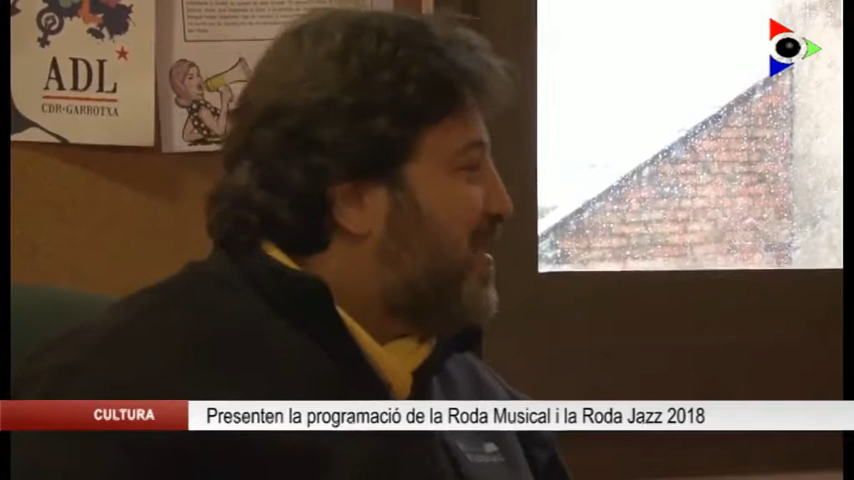 ADL
CDR-GARROTXA
CULTURA
Presenten la programació de la Roda Musical i la Roda Jazz 2018